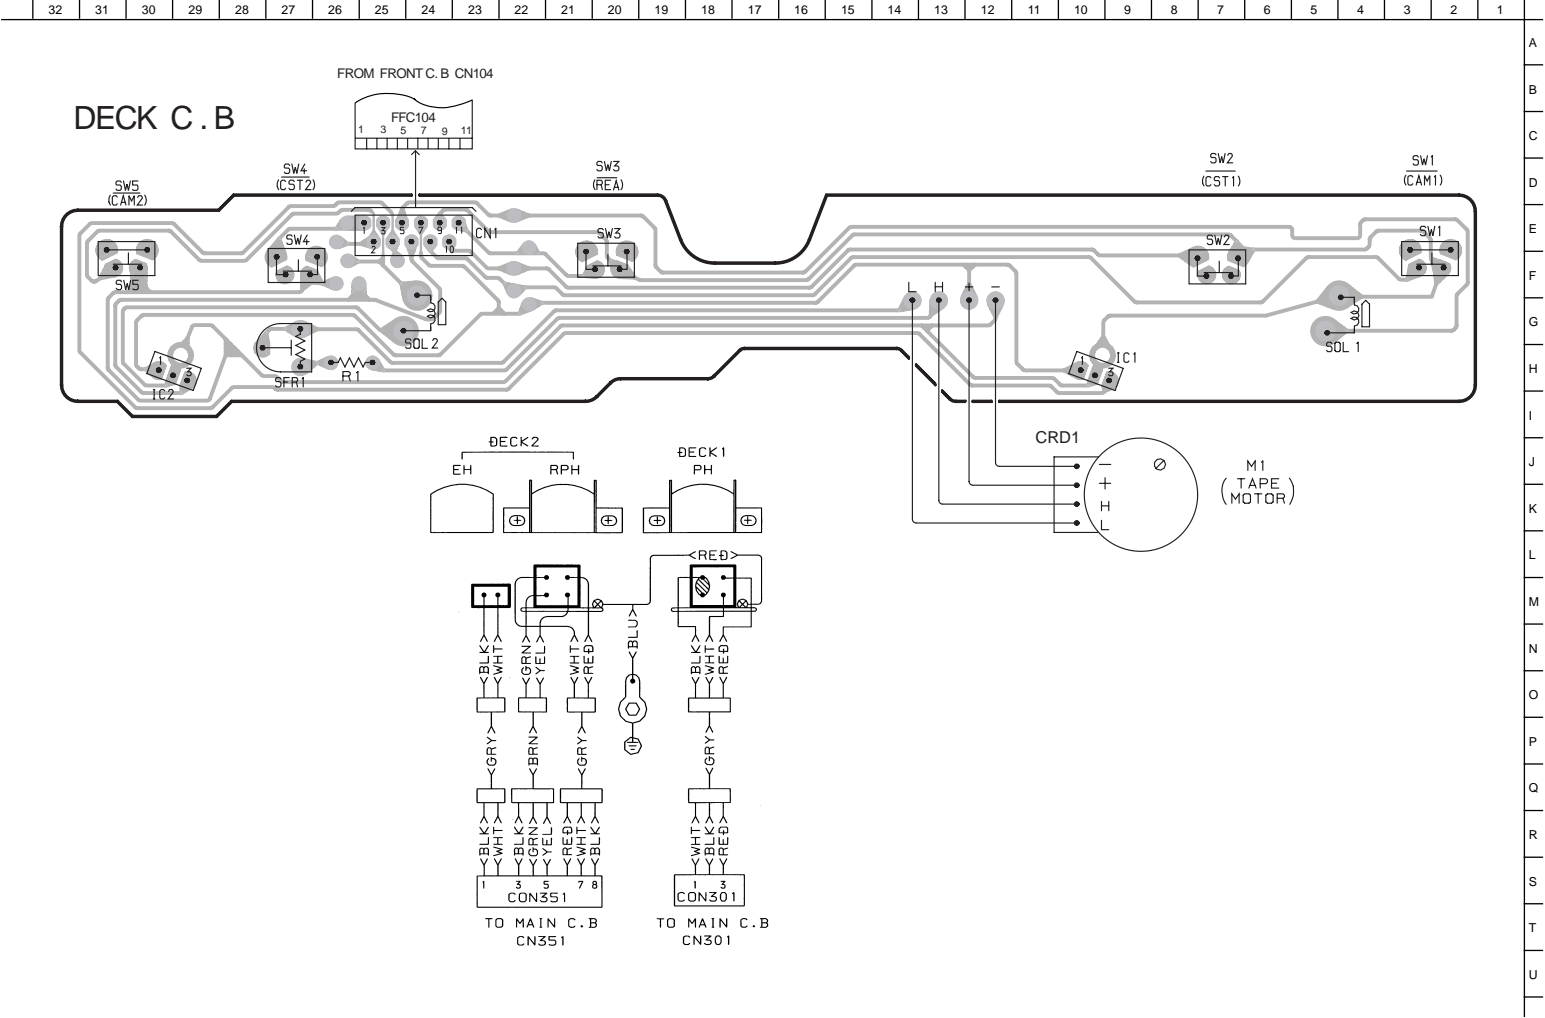 32 31 30 29 28 27 26 25 24 23 22 21 20 19 18 17 16 15 14 13 12 11 10 9 8 7 6 5 4 3 2 1
A
B
C
D
E
F
G
H
I
J
K
L
M
N
O
P
Q
R
S
T
U
FROM FRONT C. B CN104
DECK C . B
FFC104
1 3 5 7 9 11
SW5
(CAM2)
SW4
(CST2)
SW3
(REA)
SW2
(CST1)
SW1
(CAM1)
1 3 5 7 9 11
2 10
CN1
SW5
SW4
SW3
SW2
SW1
L H + −
SOL 2
SOL 1
SFR1
R1
1 3
IC2
1 3
IC1
CRD1
−
+
H
L
M1
( TAPE )
MOTOR
DECK2
EH RPH
DECK1
PH
<RED>
<BLU>
<BLK> <WHT> <GRN> <YEL> <WHT> <RED> <BLK> <WHT> <RED>
<GRY> <BRN> <GRY> <GRY>
<BLK> <WHT> <BLK> <GRN> <YEL> <RED> <WHT> <BLK> <WHT> <BLK> <RED>
1 3 5 7 8
CON351
1 3
CON301
TO MAIN C.B
CN351
TO MAIN C.B
CN301